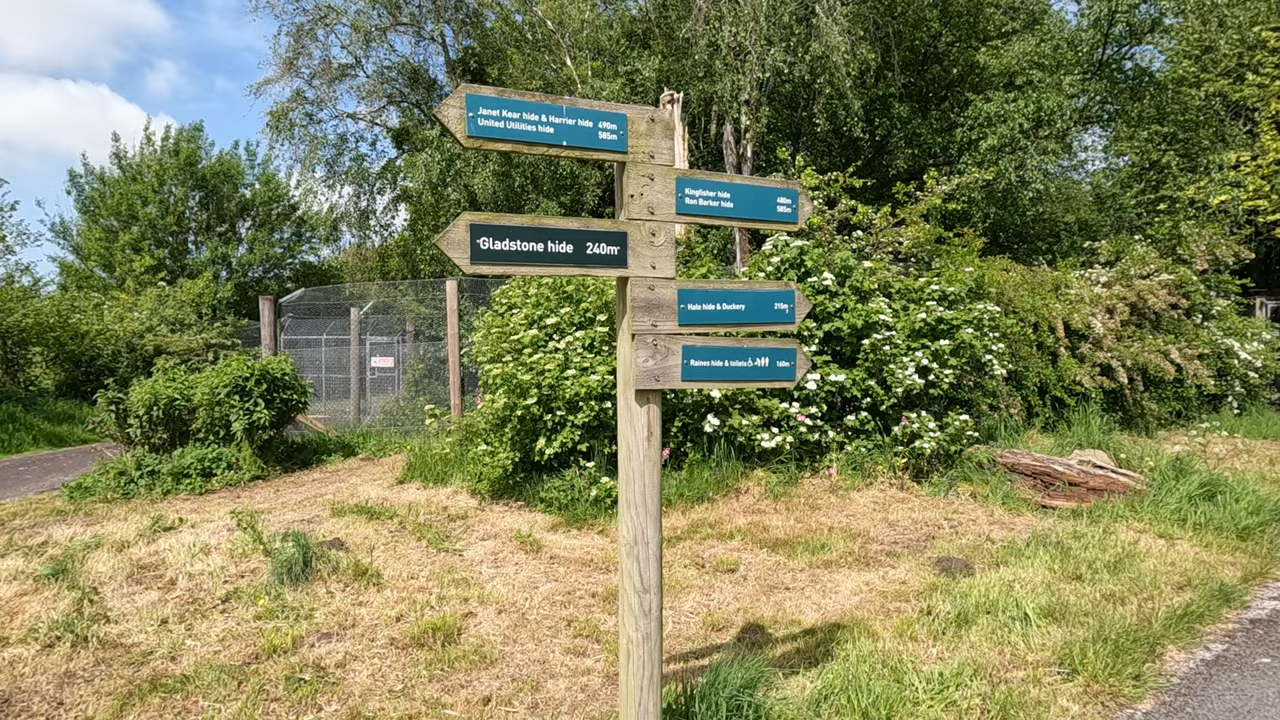 Janet Kear hide & Harrier hide 490m
United Utilities hide 585m
Kingfisher hide 480m
Ron Barker hide 585m
Gladstone hide 240m
Hale hide & Duckery 215m
Raines hide & toilets 160m